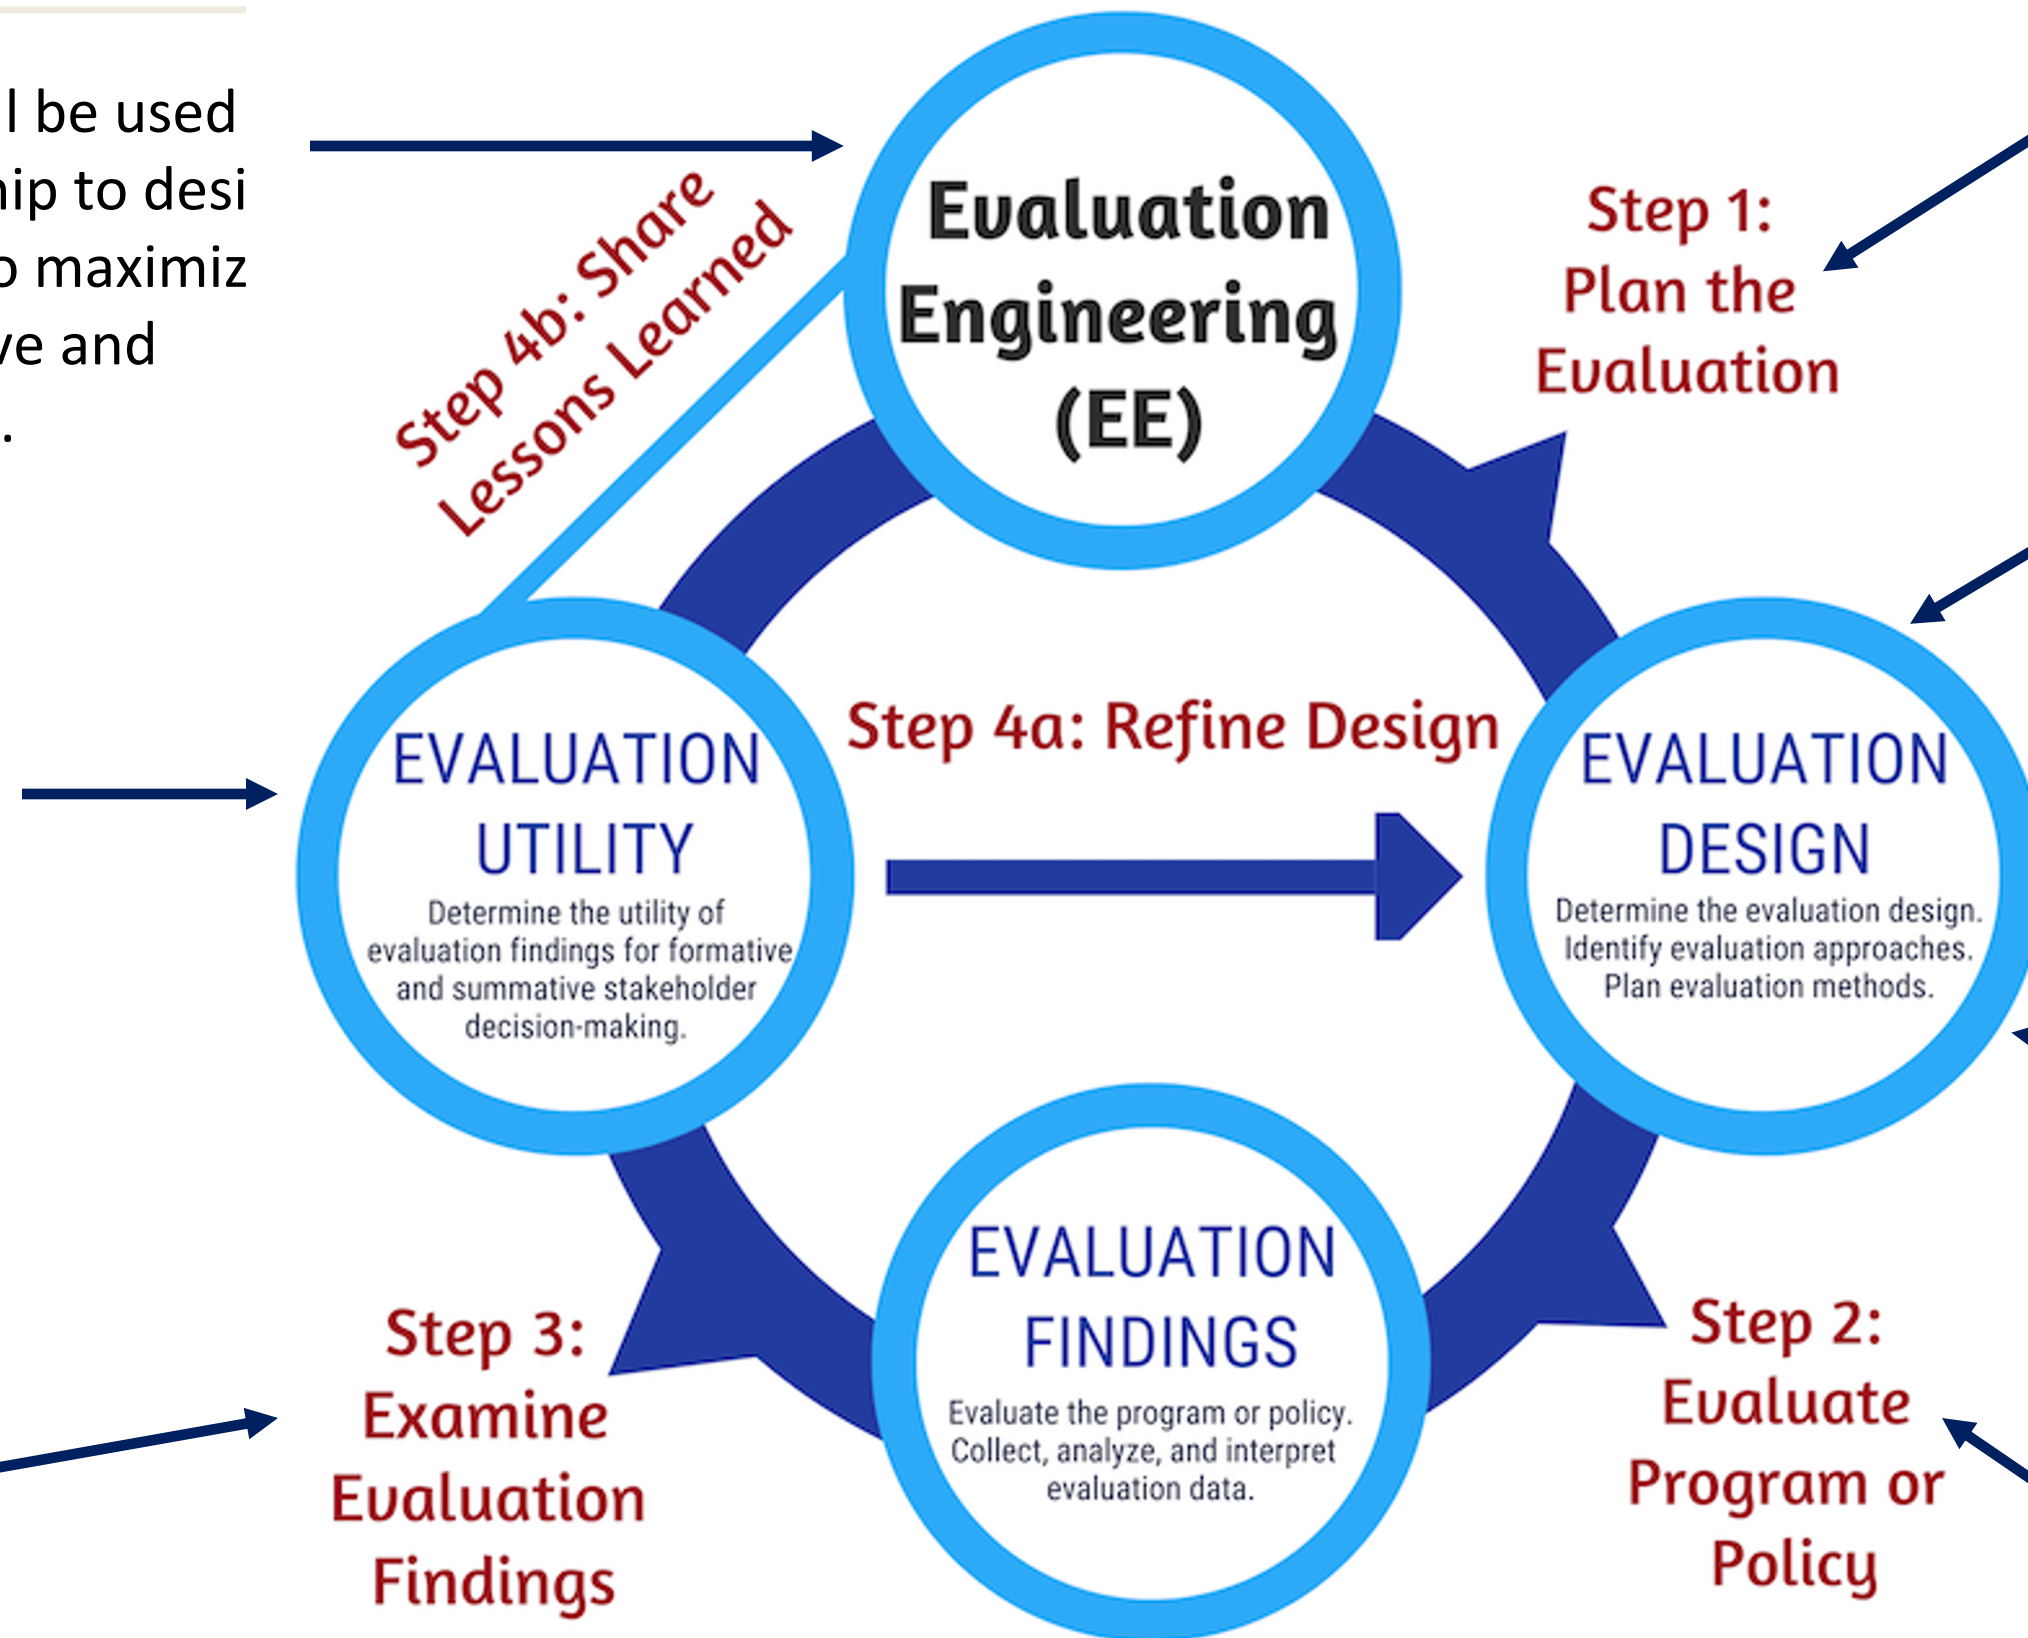 l be used
ip to desi
o maximiz
ve and
.
Step 4b: Share
Lessons Learned
Evaluation
Engineering
(EE)
Step 1:
Plan the
Evaluation
Step 4a: Refine Design
EVALUATION
UTILITY
Determine the utility of
evaluation findings for formative
and summative stakeholder
decision-making.
EVALUATION
DESIGN
Determine the evaluation design.
Identify evaluation approaches.
Plan evaluation methods.
EVALUATION
FINDINGS
Evaluate the program or policy.
Collect, analyze, and interpret
evaluation data.
Step 3:
Examine
Evaluation
Findings
Step 2:
Evaluate
Program or
Policy